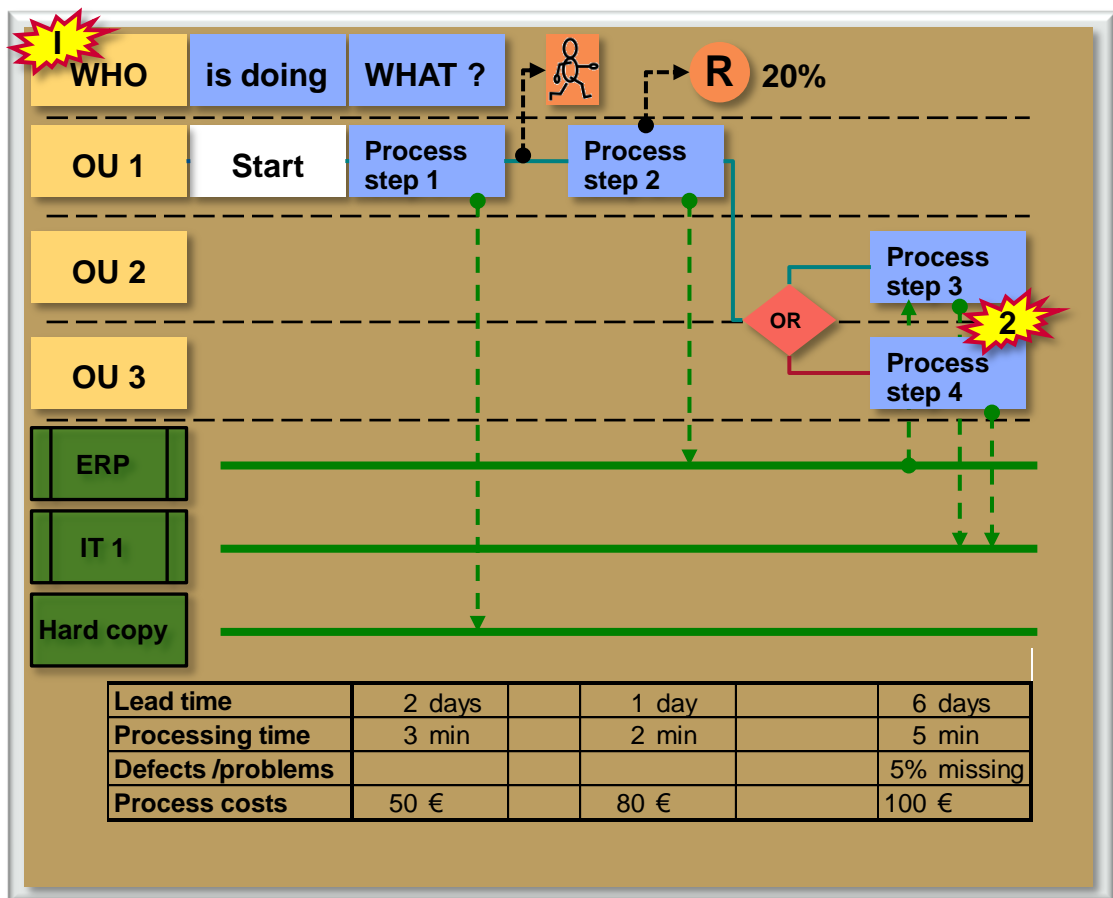 I
WHO is doing WHAT ? R 20%
OU 1 Start Process step 1 Process step 2
OU 2 Process step 3
OR 2
OU 3 Process step 4
ERP
IT 1
Hard copy
Lead time 2 days 1 day 6 days
Processing time 3 min 2 min 5 min
Defects /problems 5% missing
Process costs 50 € 80 € 100 €